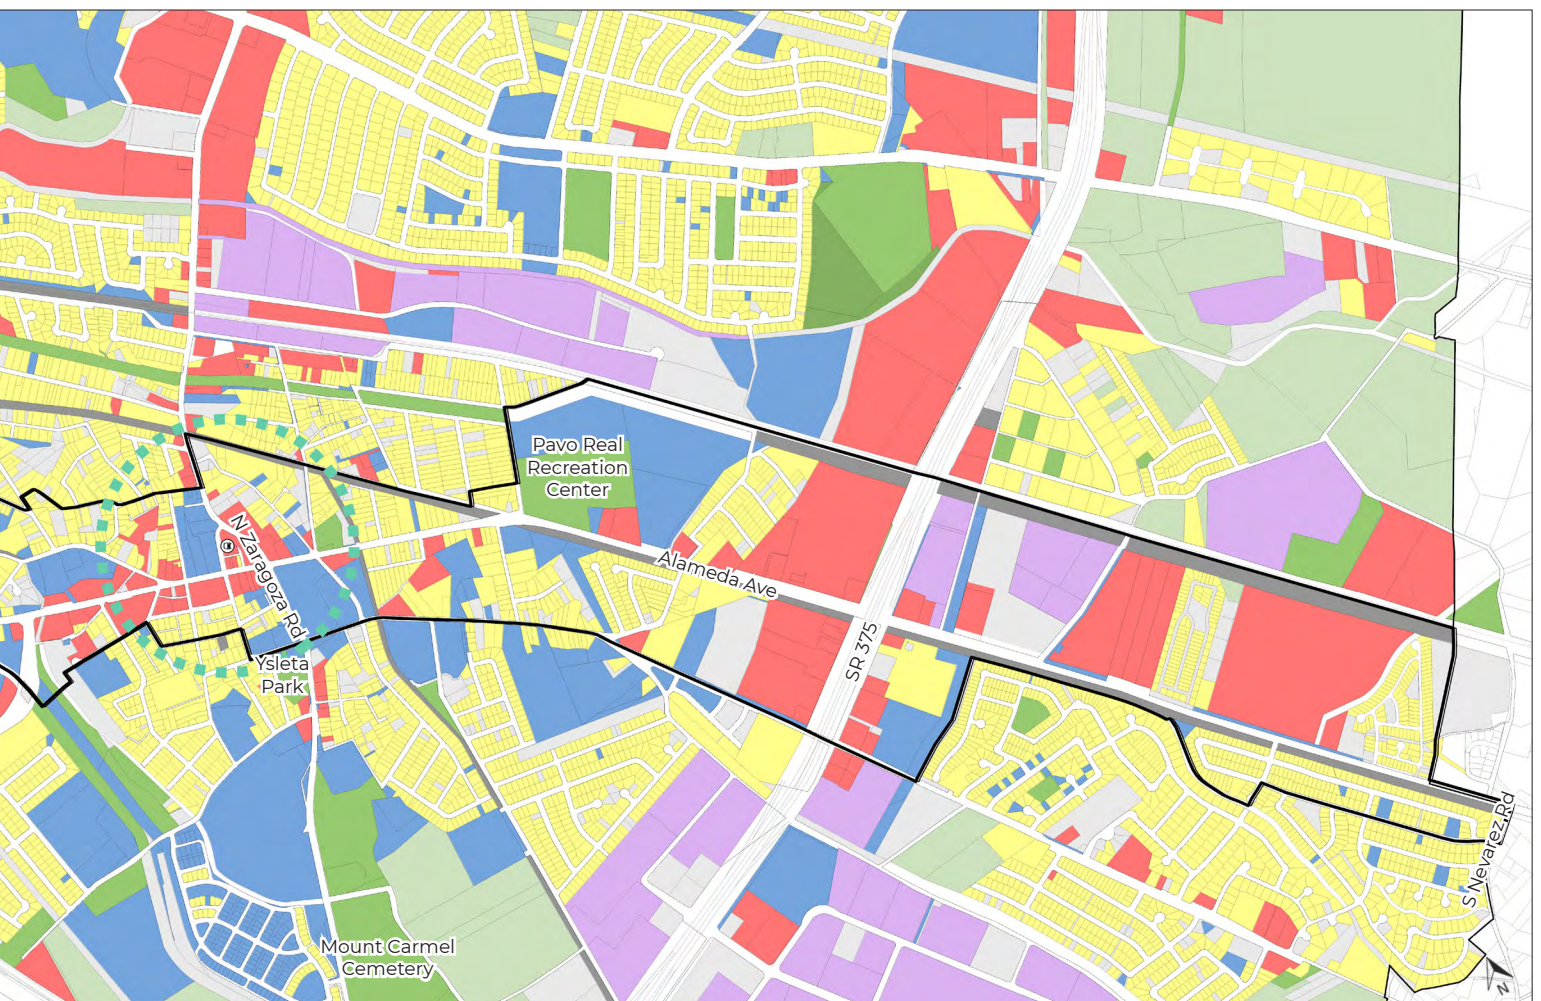 Pavo Real
Recreation
Center
N Zaragoza Rd
Alameda Ave
SR 375
Ysleta
Park
S Nevarez Rd
Mount Carmel
Cemetery
N